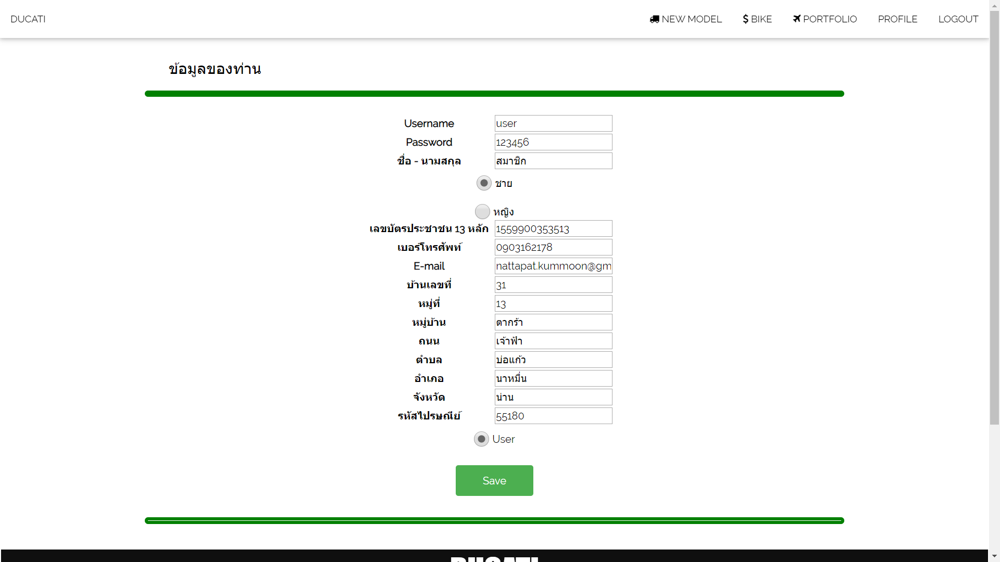 DUCATI NEW MODEL $ BIKE PORTFOLIO PROFILE LOGOUT
ข้อมูลของท่าน
Username user
Password 123456
ชื่อ - นามสกุล สมาชิก
ชาย
หญิง
เลขบัตรประชาชน 13 หลัก 1559900353513
เบอร์โทรศัพท์ 0903162178
E-mail nattapat.kummoon@gm
บ้านเลขที่ 31
หมู่ที่ 13
หมู่บ้าน ตากร้า
ถนน เจ้าฟ้า
ตำบล บ่อแก้ว
อำเภอ นาหมื่น
จังหวัด น่าน
รหัสไปรษณีย์ 55180
User
Save
DUCATI